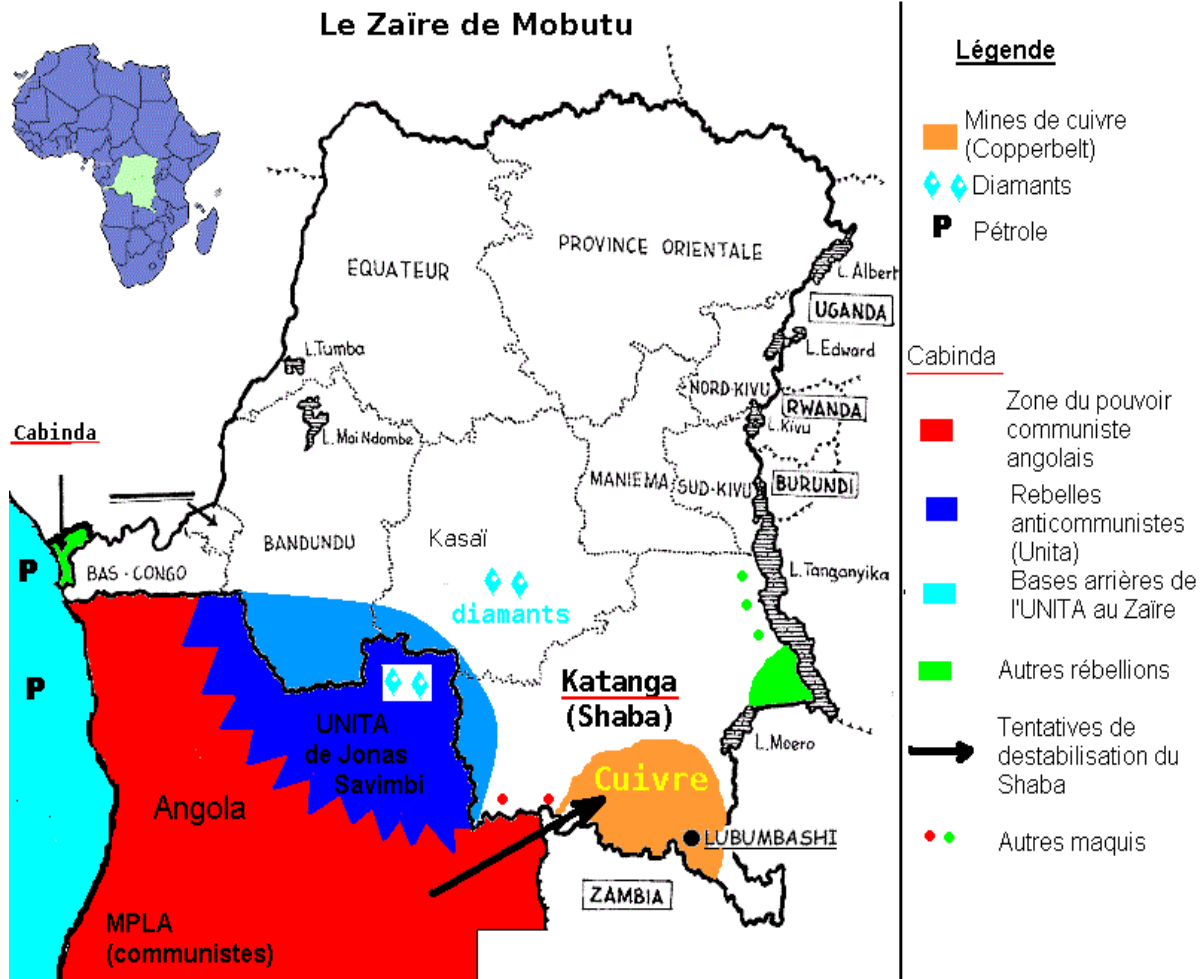 Le Zaïre de Mobutu
EQUATEUR
PROVINCE ORIENTALE
L. Albert
UGANDA
L. Edward
L. Tumba
NORD-KIVU
RWANDA
L. Kivu
Cabinda
L. Mai Ndombe
MANIEMA
SUD-KIVU
BURUNDI
BANDUNDU
Kasaï
P
BAS-CONGO
L. Tanganyika
diamants
P
Katanga
(Shaba)
UNITA
de Jonas
Savimbi
L. Moero
Cuivre
Angola
LUBUMBASHI
ZAMBIA
MPLA
(communistes)
Légende
Mines de cuivre
(Copperbelt)
Diamants
P Pétrole
Cabinda
Zone du pouvoir
communiste
angolais
Rebelles
anticommunistes
(Unita)
Bases arrières de
l'UNITA au Zaïre
Autres rébellions
Tentatives de
destabilisation du
Shaba
Autres maquis